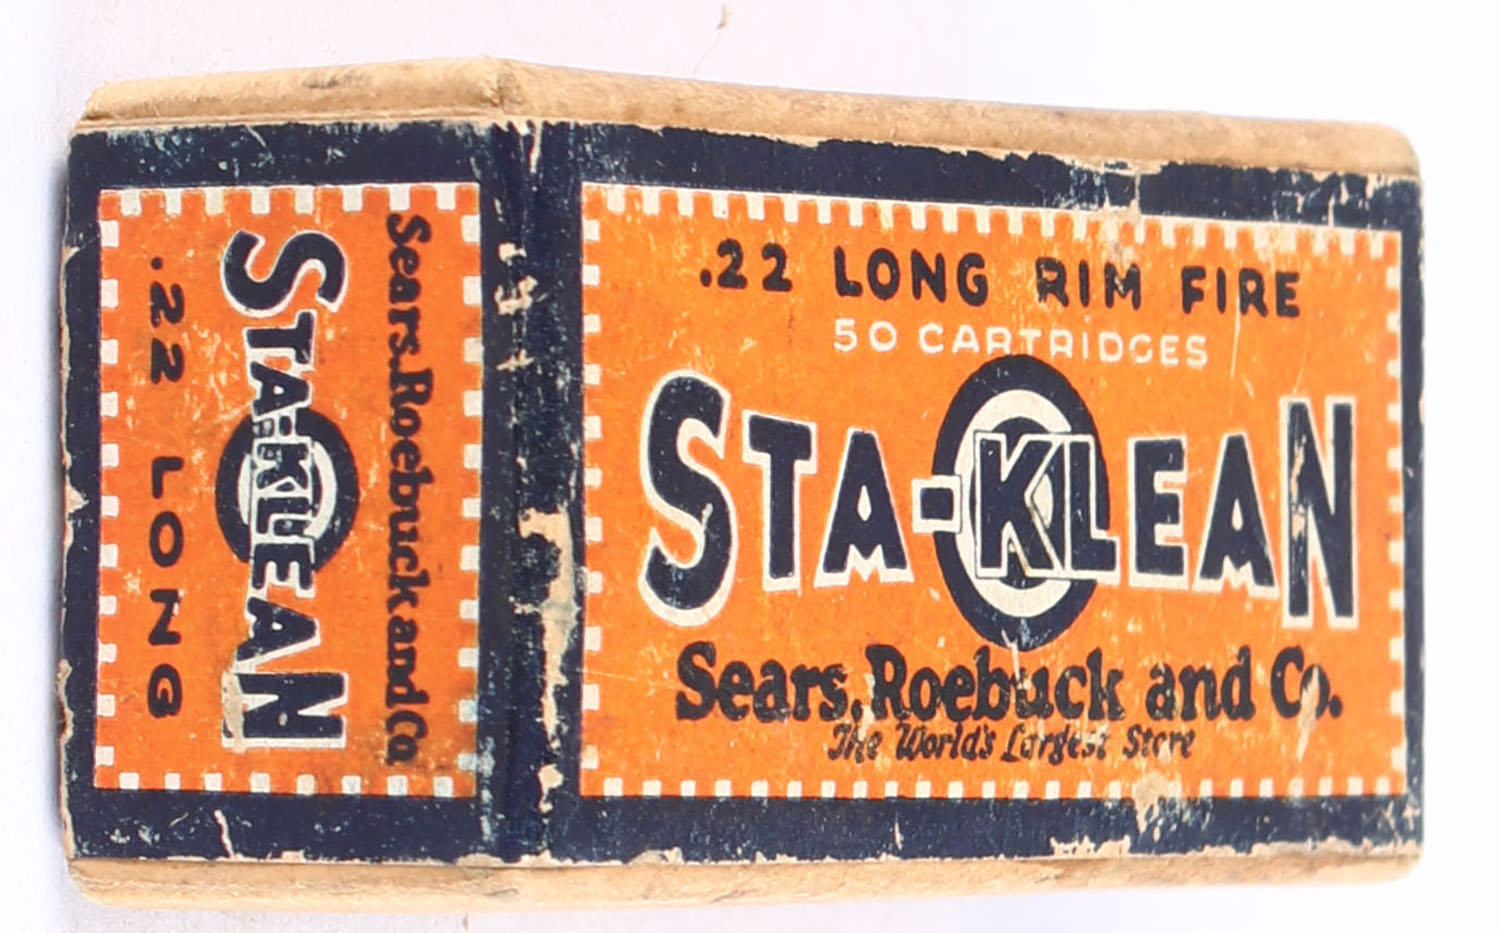 .22 LONG RIM FIRE
50 CARTRIDGES
STA-KLEAN
Sears, Roebuck and Co.
The World's Largest Store
Sears, Roebuck and Co.
STA-KLEAN
.22 LONG